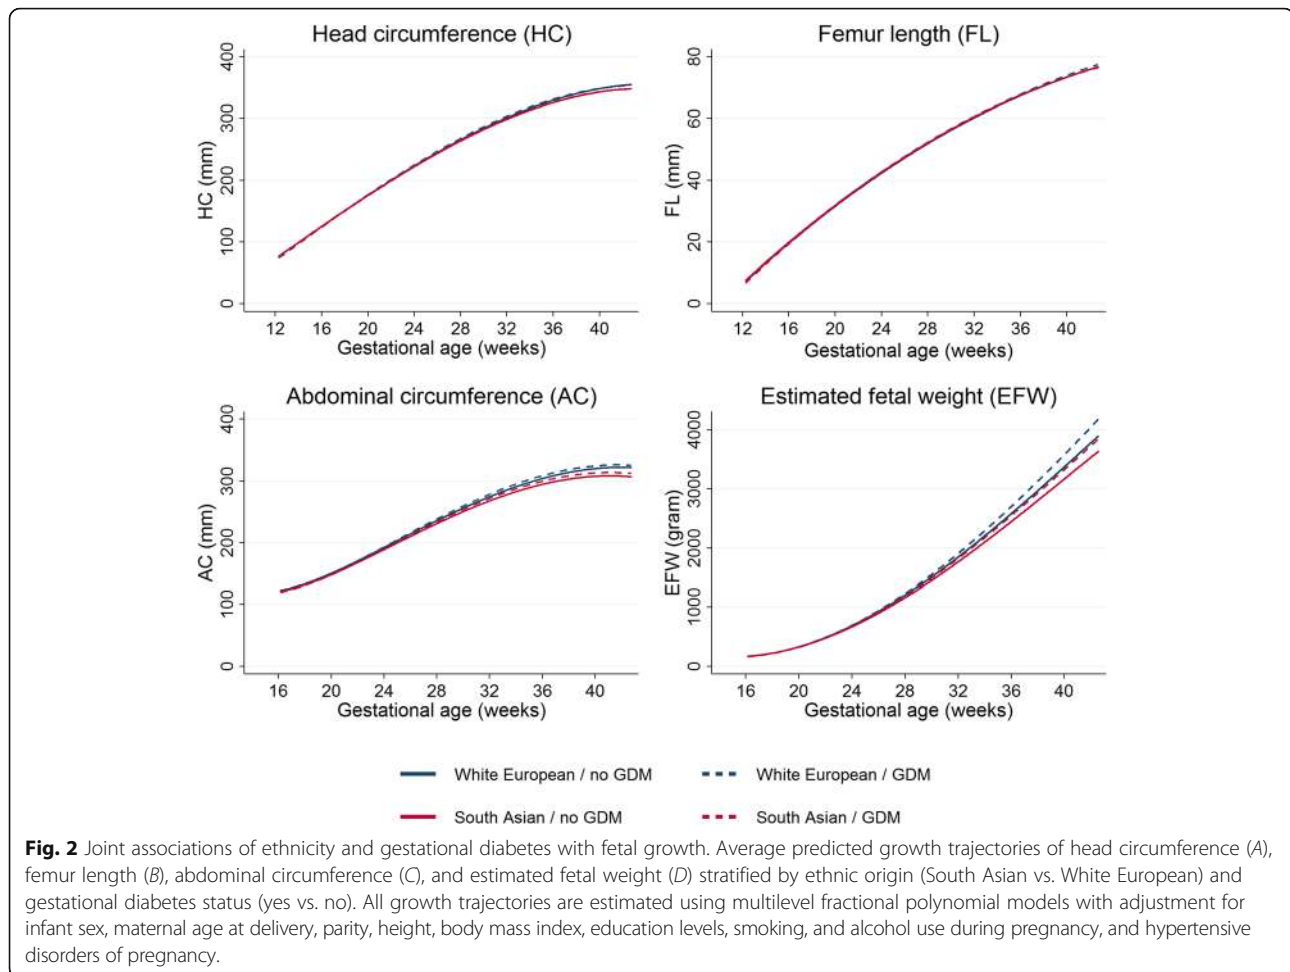 Head circumference (HC)
HC (mm)
400
300
200
100
0
12 16 20 24 28 32 36 40
Gestational age (weeks)
Femur length (FL)
FL (mm)
80
60
40
20
0
12 16 20 24 28 32 36 40
Gestational age (weeks)
Abdominal circumference (AC)
AC (mm)
400
300
200
100
0
16 20 24 28 32 36 40
Gestational age (weeks)
Estimated fetal weight (EFW)
EFW (gram)
4000
3000
2000
1000
0
16 20 24 28 32 36 40
Gestational age (weeks)
White European / no GDM
White European / GDM
South Asian / no GDM
South Asian / GDM
Fig. 2 Joint associations of ethnicity and gestational diabetes with fetal growth. Average predicted growth trajectories of head circumference (A),
femur length (B), abdominal circumference (C), and estimated fetal weight (D) stratified by ethnic origin (South Asian vs. White European) and
gestational diabetes status (yes vs. no). All growth trajectories are estimated using multilevel fractional polynomial models with adjustment for
infant sex, maternal age at delivery, parity, height, body mass index, education levels, smoking, and alcohol use during pregnancy, and hypertensive
disorders of pregnancy.